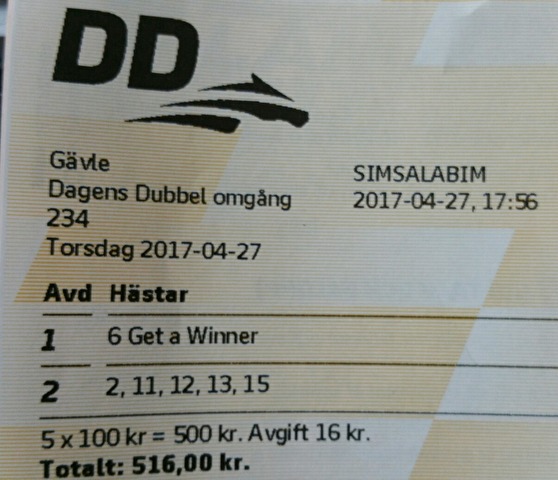 DD
Gävle
Dagens Dubbel omgång
234
Torsdag 2017-04-27
SIMSALABIM
2017-04-27, 17:56
Avd Hästar
1 6 Get a Winner
2 2, 11, 12, 13, 15
5 x 100 kr = 500 kr. Avgift 16 kr.
Totalt: 516,00 kr.